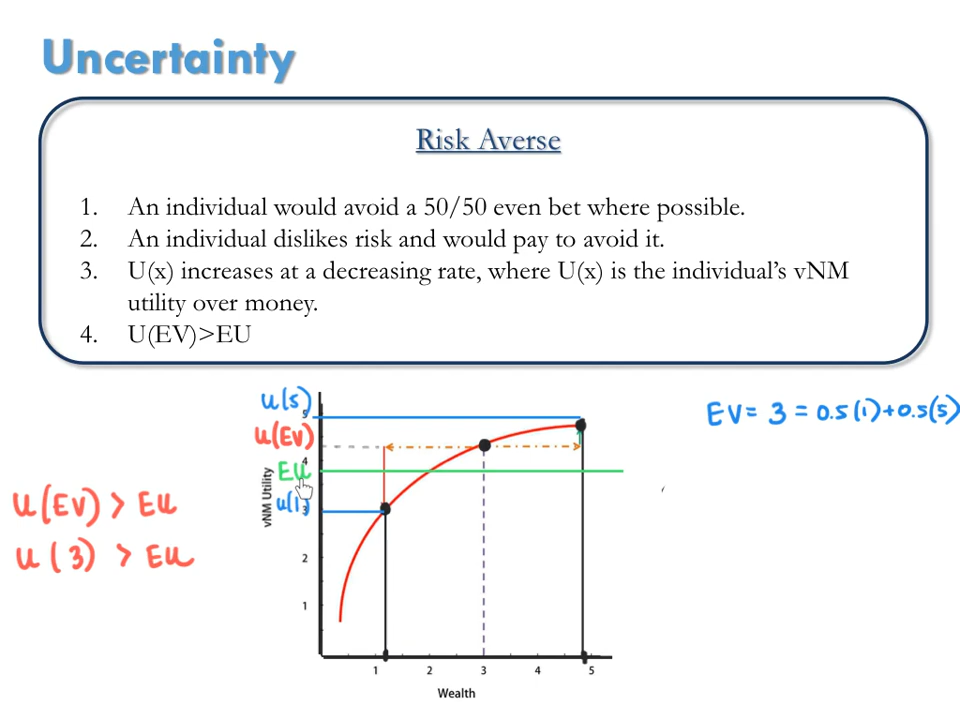 Uncertainty
Risk Averse
1. An individual would avoid a 50/50 even bet where possible.
2. An individual dislikes risk and would pay to avoid it.
3. U(x) increases at a decreasing rate, where U(x) is the individual's vNM
utility over money.
4. U(EV)>EU
u(5)
5
EV = 3 = 0.5(1)+0.5(5)
u(EV)
4
EU
u(1)
3
vNM Utility
u(EV) > EU
u(3) > EU
2
1
1 2 3 4 5
Wealth